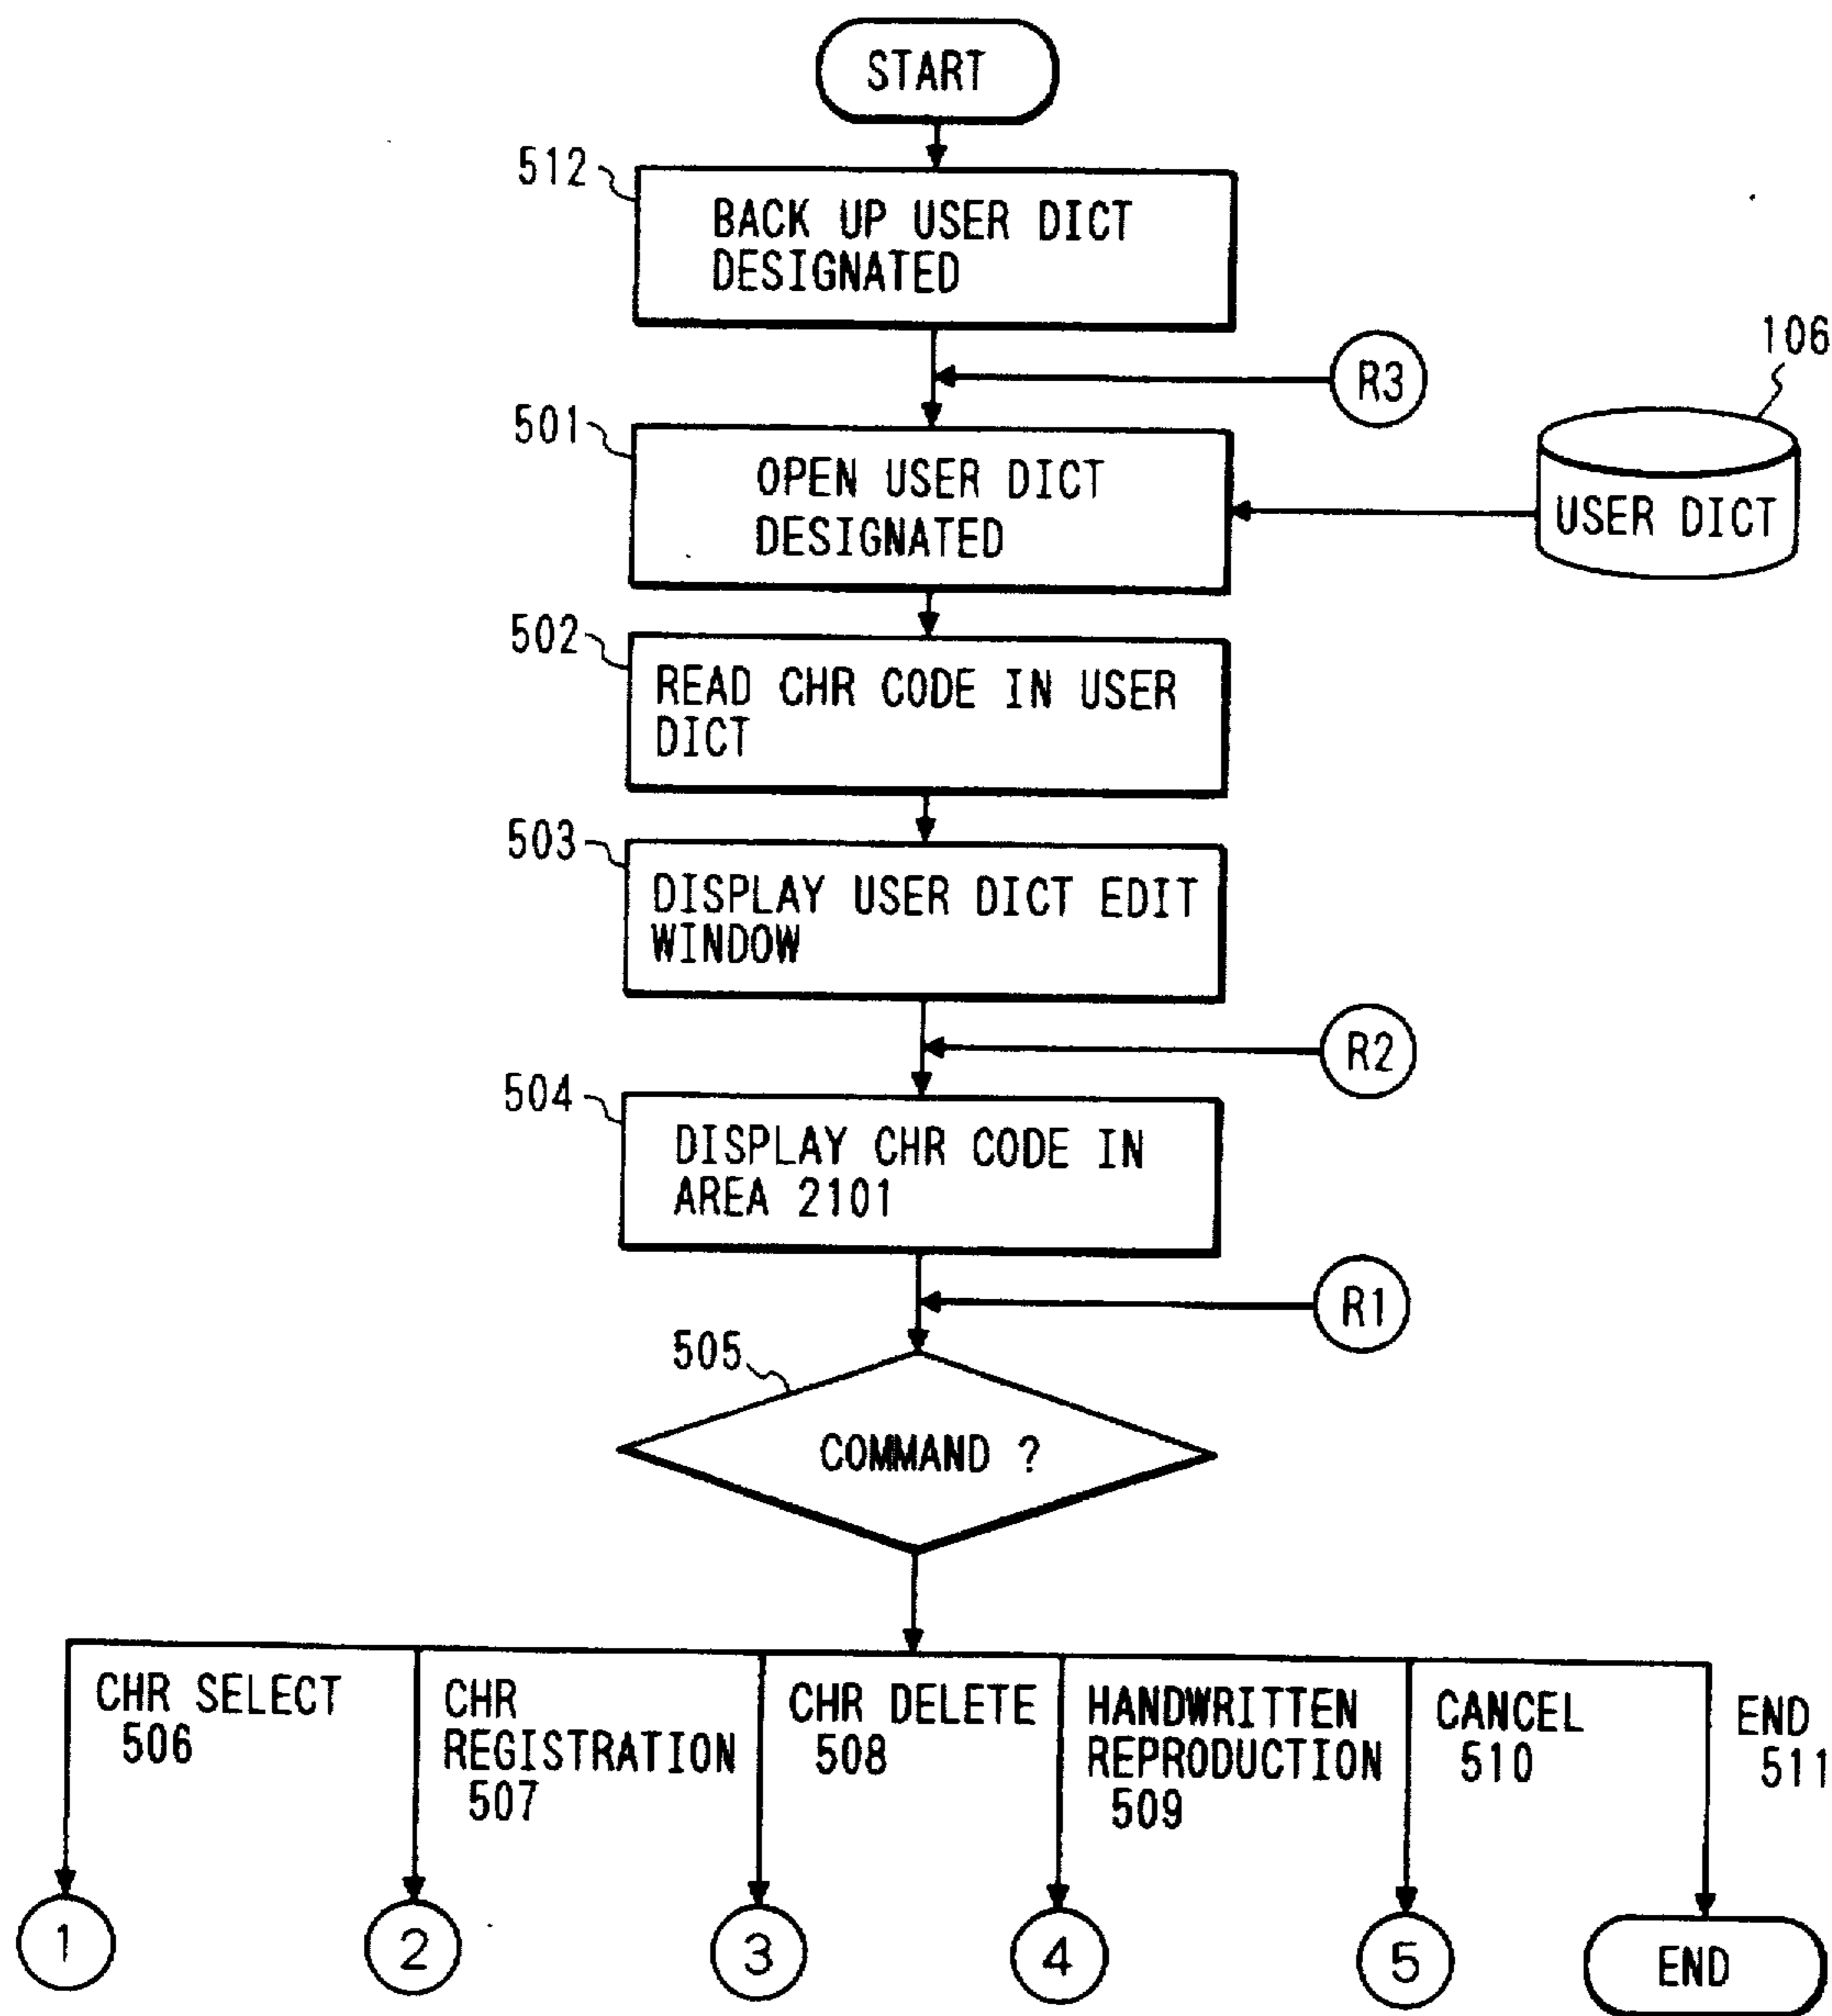 START
512
BACK UP USER DICT
DESIGNATED
R3
106
501
OPEN USER DICT
DESIGNATED
USER DICT
502
READ CHR CODE IN USER
DICT
503
DISPLAY USER DICT EDIT
WINDOW
R2
504
DISPLAY CHR CODE IN
AREA 2101
R1
505
COMMAND ?
CHR SELECT
506
CHR
REGISTRATION
507
CHR DELETE
508
HANDWRITTEN
REPRODUCTION
509
CANCEL
510
END
511
1
2
3
4
5
END